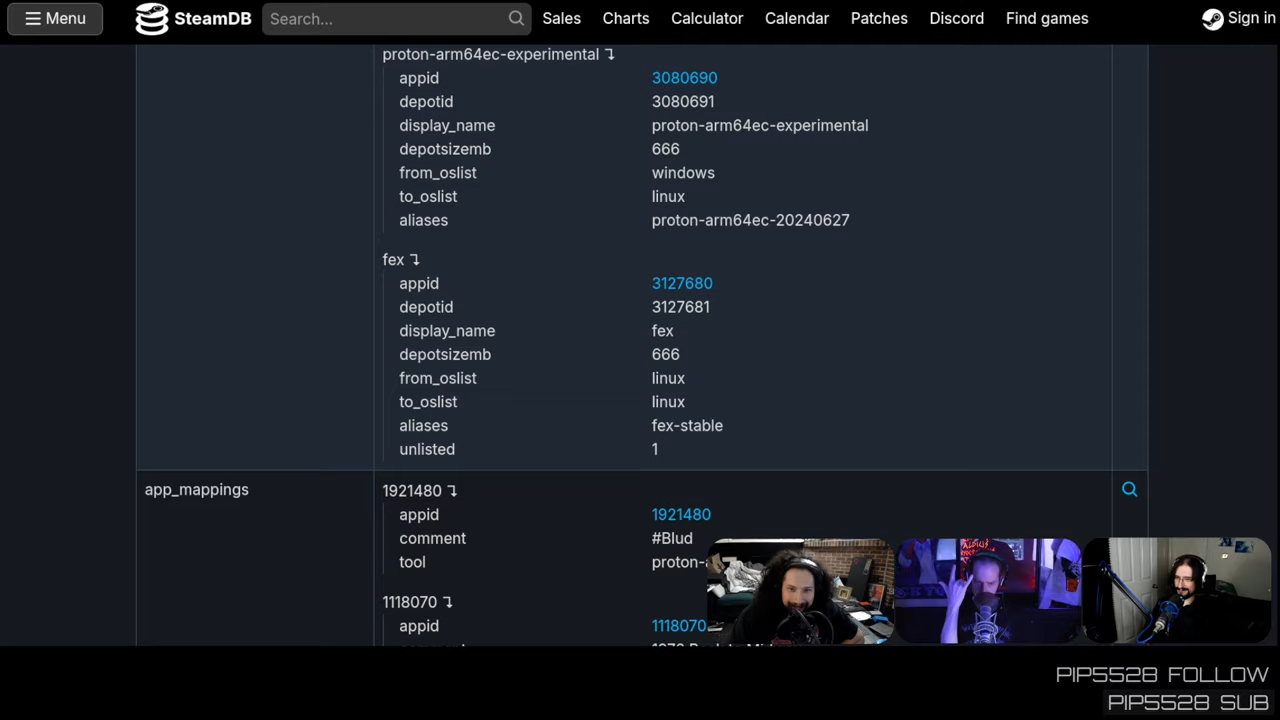 Menu
SteamDB
Search...
Sales
Charts
Calculator
Calendar
Patches
Discord
Find games
Sign in
proton-arm64ec-experimental ↴
appid 3080690
depotid 3080691
display_name proton-arm64ec-experimental
depotsizemb 666
from_oslist windows
to_oslist linux
aliases proton-arm64ec-20240627
fex ↴
appid 3127680
depotid 3127681
display_name fex
depotsizemb 666
from_oslist linux
to_oslist linux
aliases fex-stable
unlisted 1
app_mappings
1921480 ↴
appid 1921480
comment #Blud
tool proton-
1118070 ↴
appid 1118070
PIP5528 FOLLOW
PIP5528 SUB